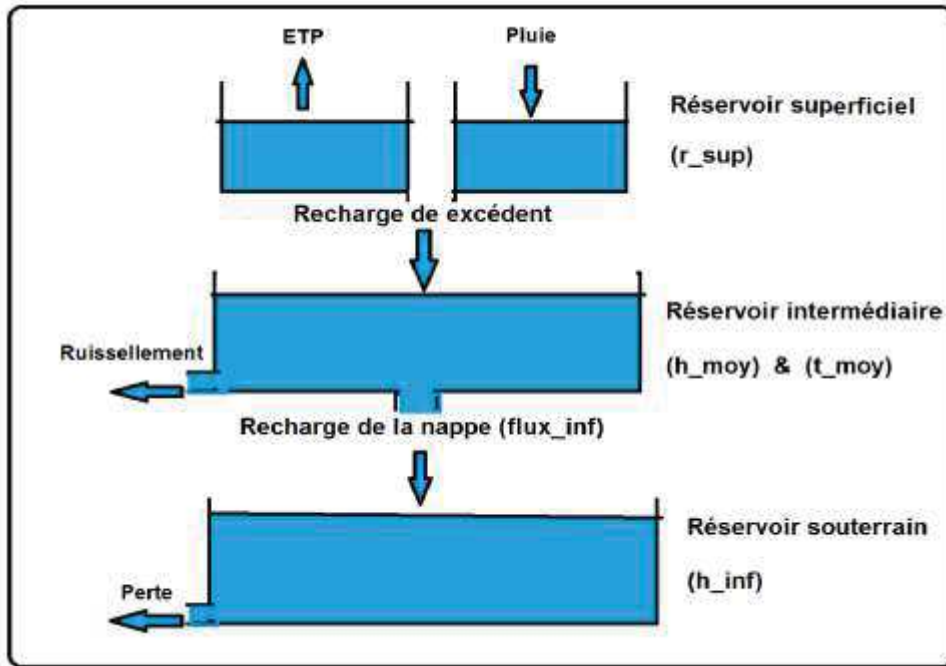 ETP
Pluie
Réservoir superficiel
(r_sup)
Recharge de excédent
Réservoir intermédiaire
(h_moy) & (t_moy)
Ruissellement
Recharge de la nappe (flux_inf)
Réservoir souterrain
(h_inf)
Perte